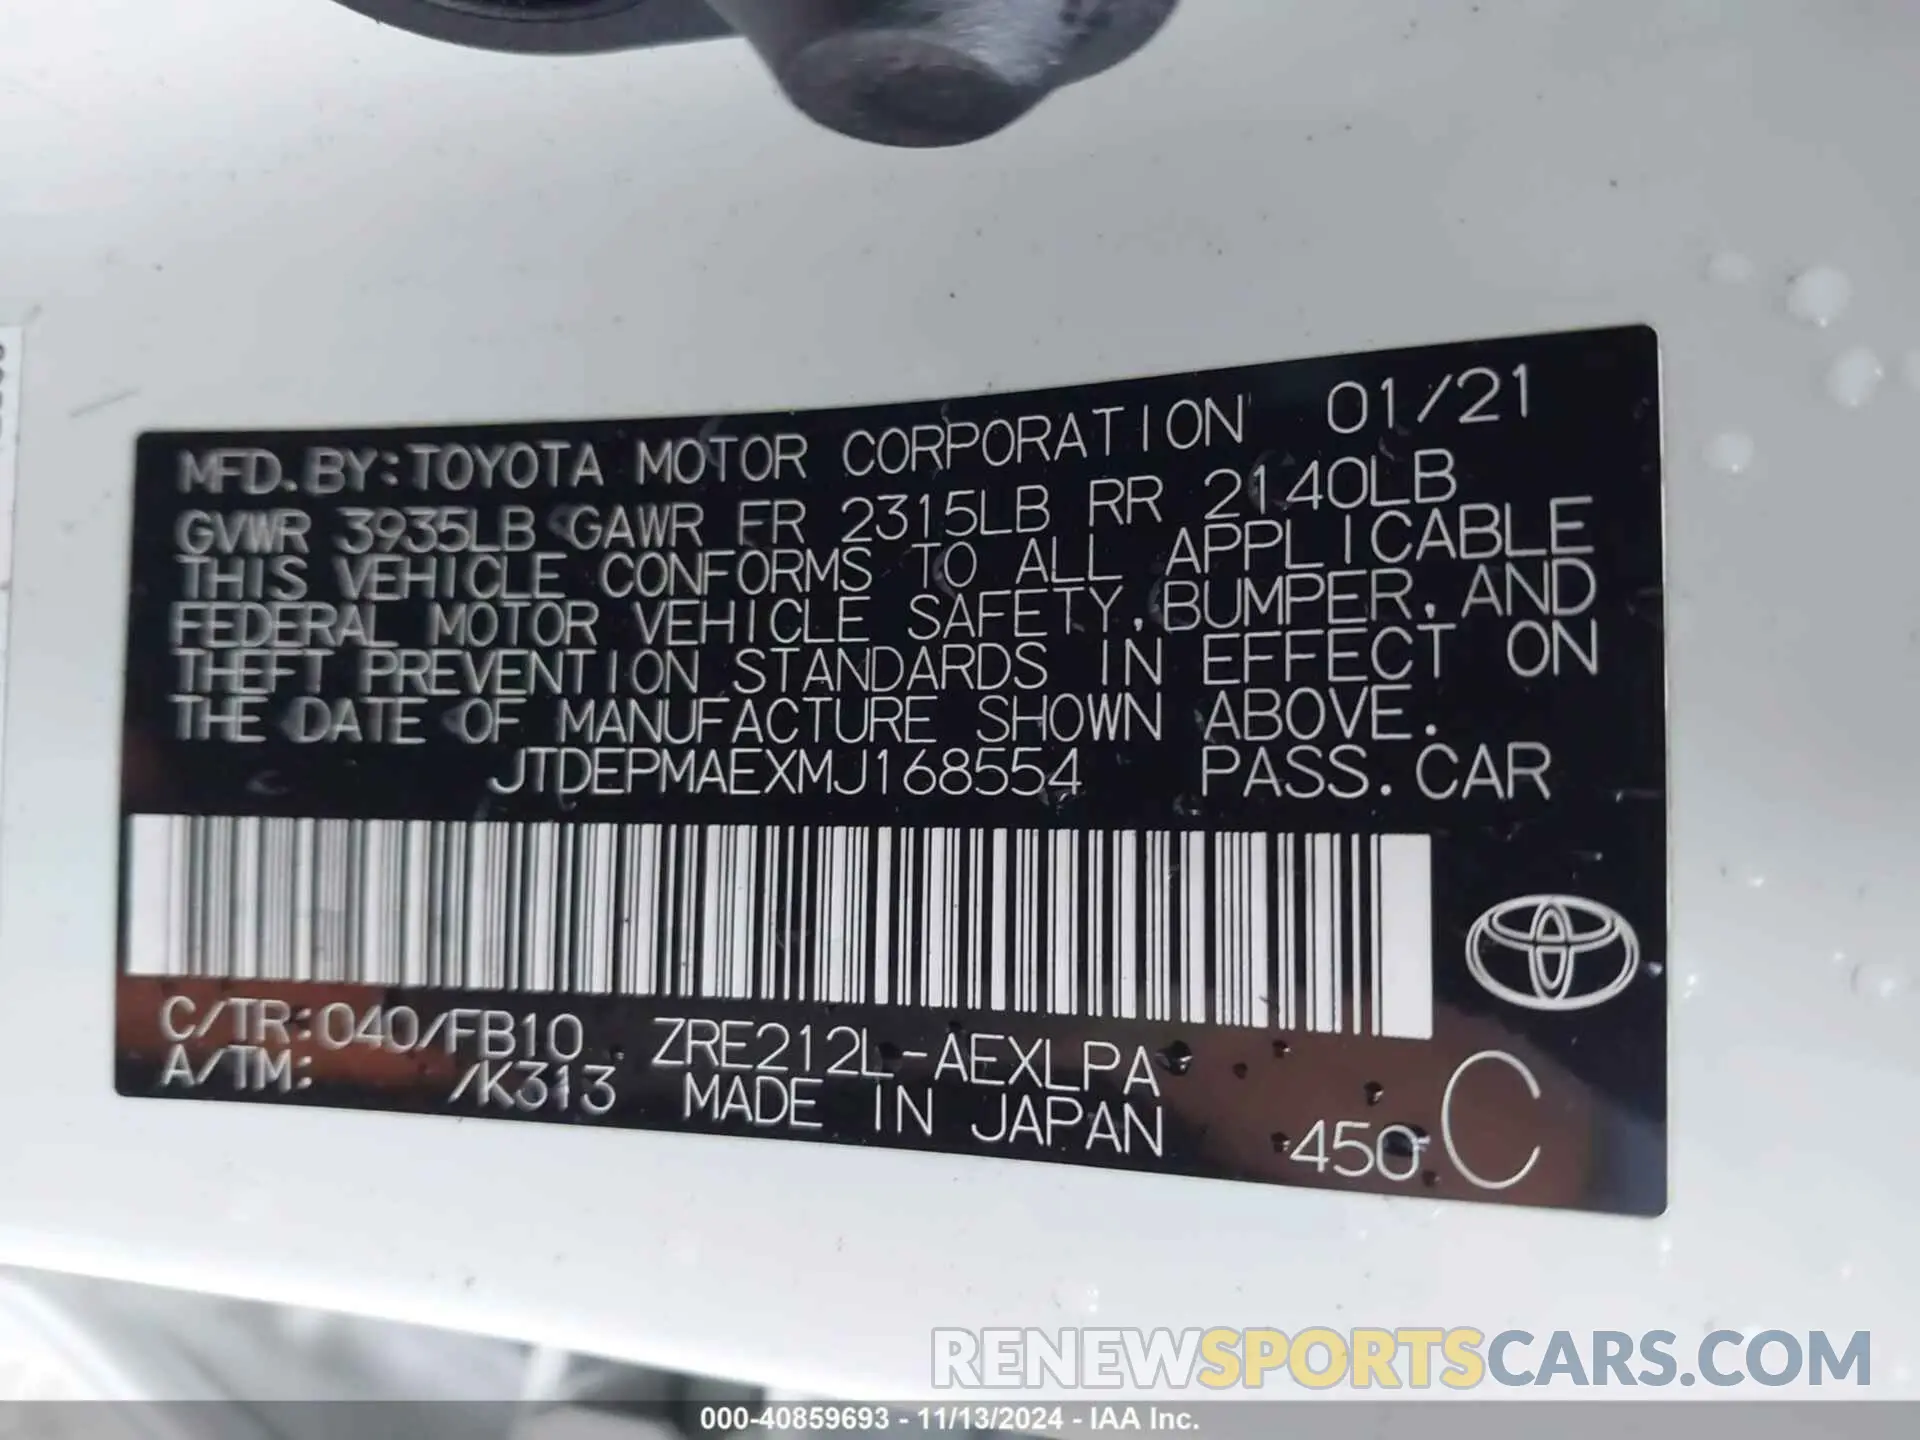 MFD.BY:TOYOTA MOTOR CORPORATION 01/21
GVWR 3935LB GAWR FR 2315LB RR 2140LB
THIS VEHICLE CONFORMS TO ALL APPLICABLE
FEDERAL MOTOR VEHICLE SAFETY, BUMPER, AND
THEFT PREVENTION STANDARDS IN EFFECT ON
THE DATE OF MANUFACTURE SHOWN ABOVE.
JTDEPMAEXMJ168554 PASS.CAR
C/TR:040/FB10 ZRE212L-AEXLPA
A/TM: /K313 MADE IN JAPAN 450 C
RENEWSPORTSCARS.COM
000-40859693 - 11/13/2024 - IAA Inc.